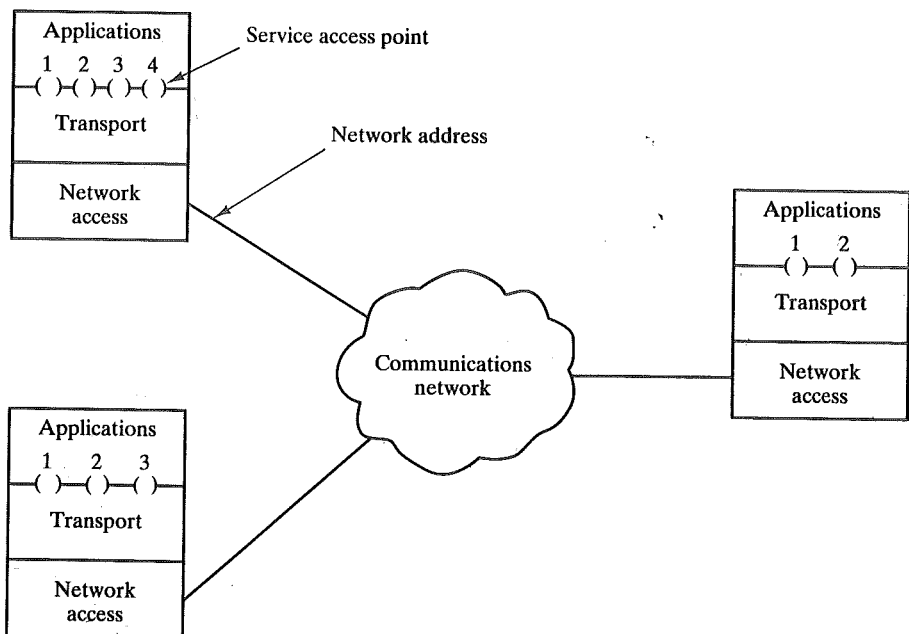 Applications
1 2 3 4
Transport
Network
access
Service access point
Network address
Applications
1 2
Transport
Network
access
Communications
network
Applications
1 2 3
Transport
Network
access